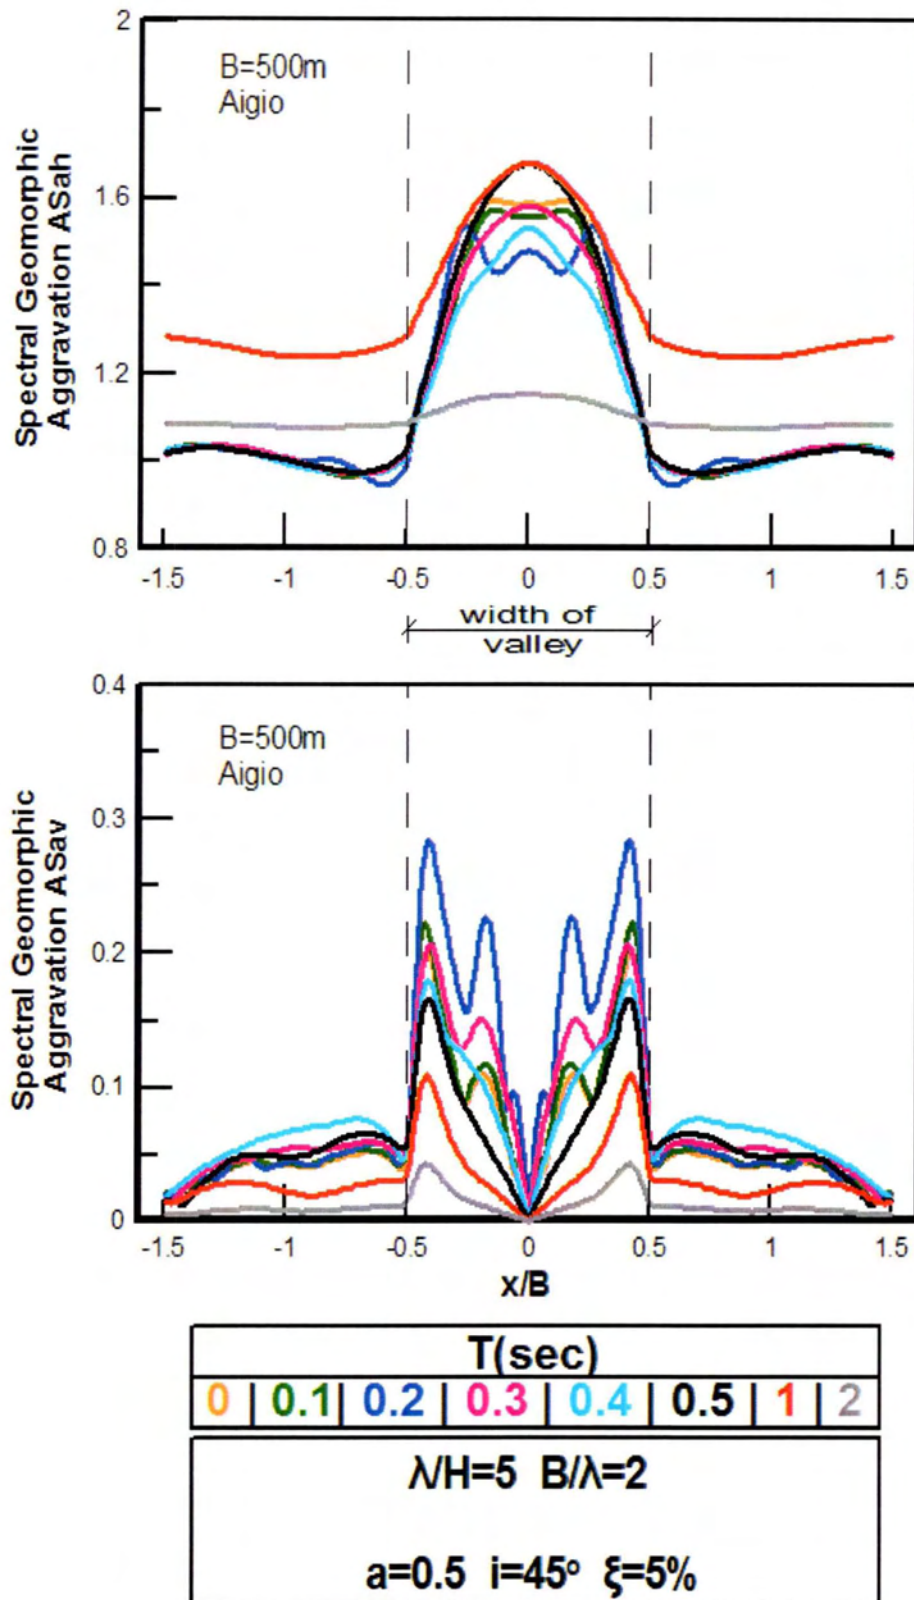 2
1.6
1.2
0.8
Spectral Geomorphic
Aggravation ASah
B=500m
Aigio
-1.5 -1 -0.5 0 0.5 1 1.5
width of
valley
0.4
0.3
0.2
0.1
0
Spectral Geomorphic
Aggravation ASav
B=500m
Aigio
-1.5 -1 -0.5 0 0.5 1 1.5
x/B
T(sec)
0 | 0.1 | 0.2 | 0.3 | 0.4 | 0.5 | 1 | 2
λ/H=5 B/λ=2
a=0.5 i=45° ξ=5%